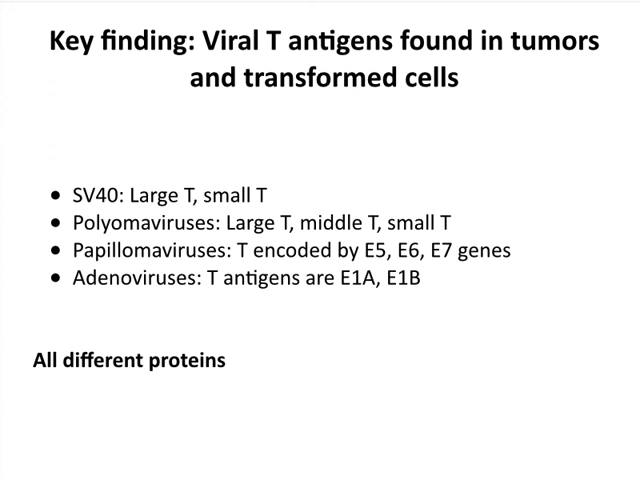 Key finding: Viral T antigens found in tumors
and transformed cells
• SV40: Large T, small T
• Polyomaviruses: Large T, middle T, small T
• Papillomaviruses: T encoded by E5, E6, E7 genes
• Adenoviruses: T antigens are E1A, E1B
All different proteins